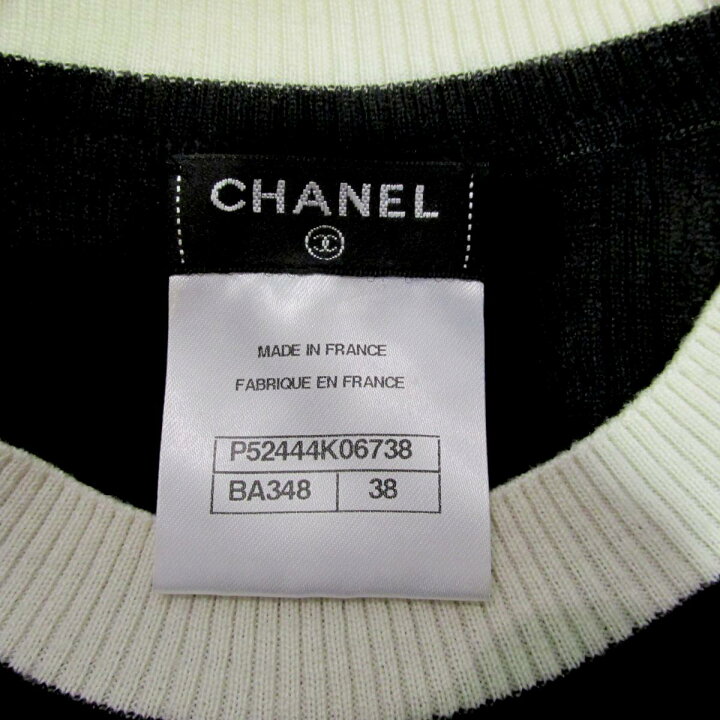 CHANEL
MADE IN FRANCE
FABRIQUE EN FRANCE
P52444K06738
BA348 38